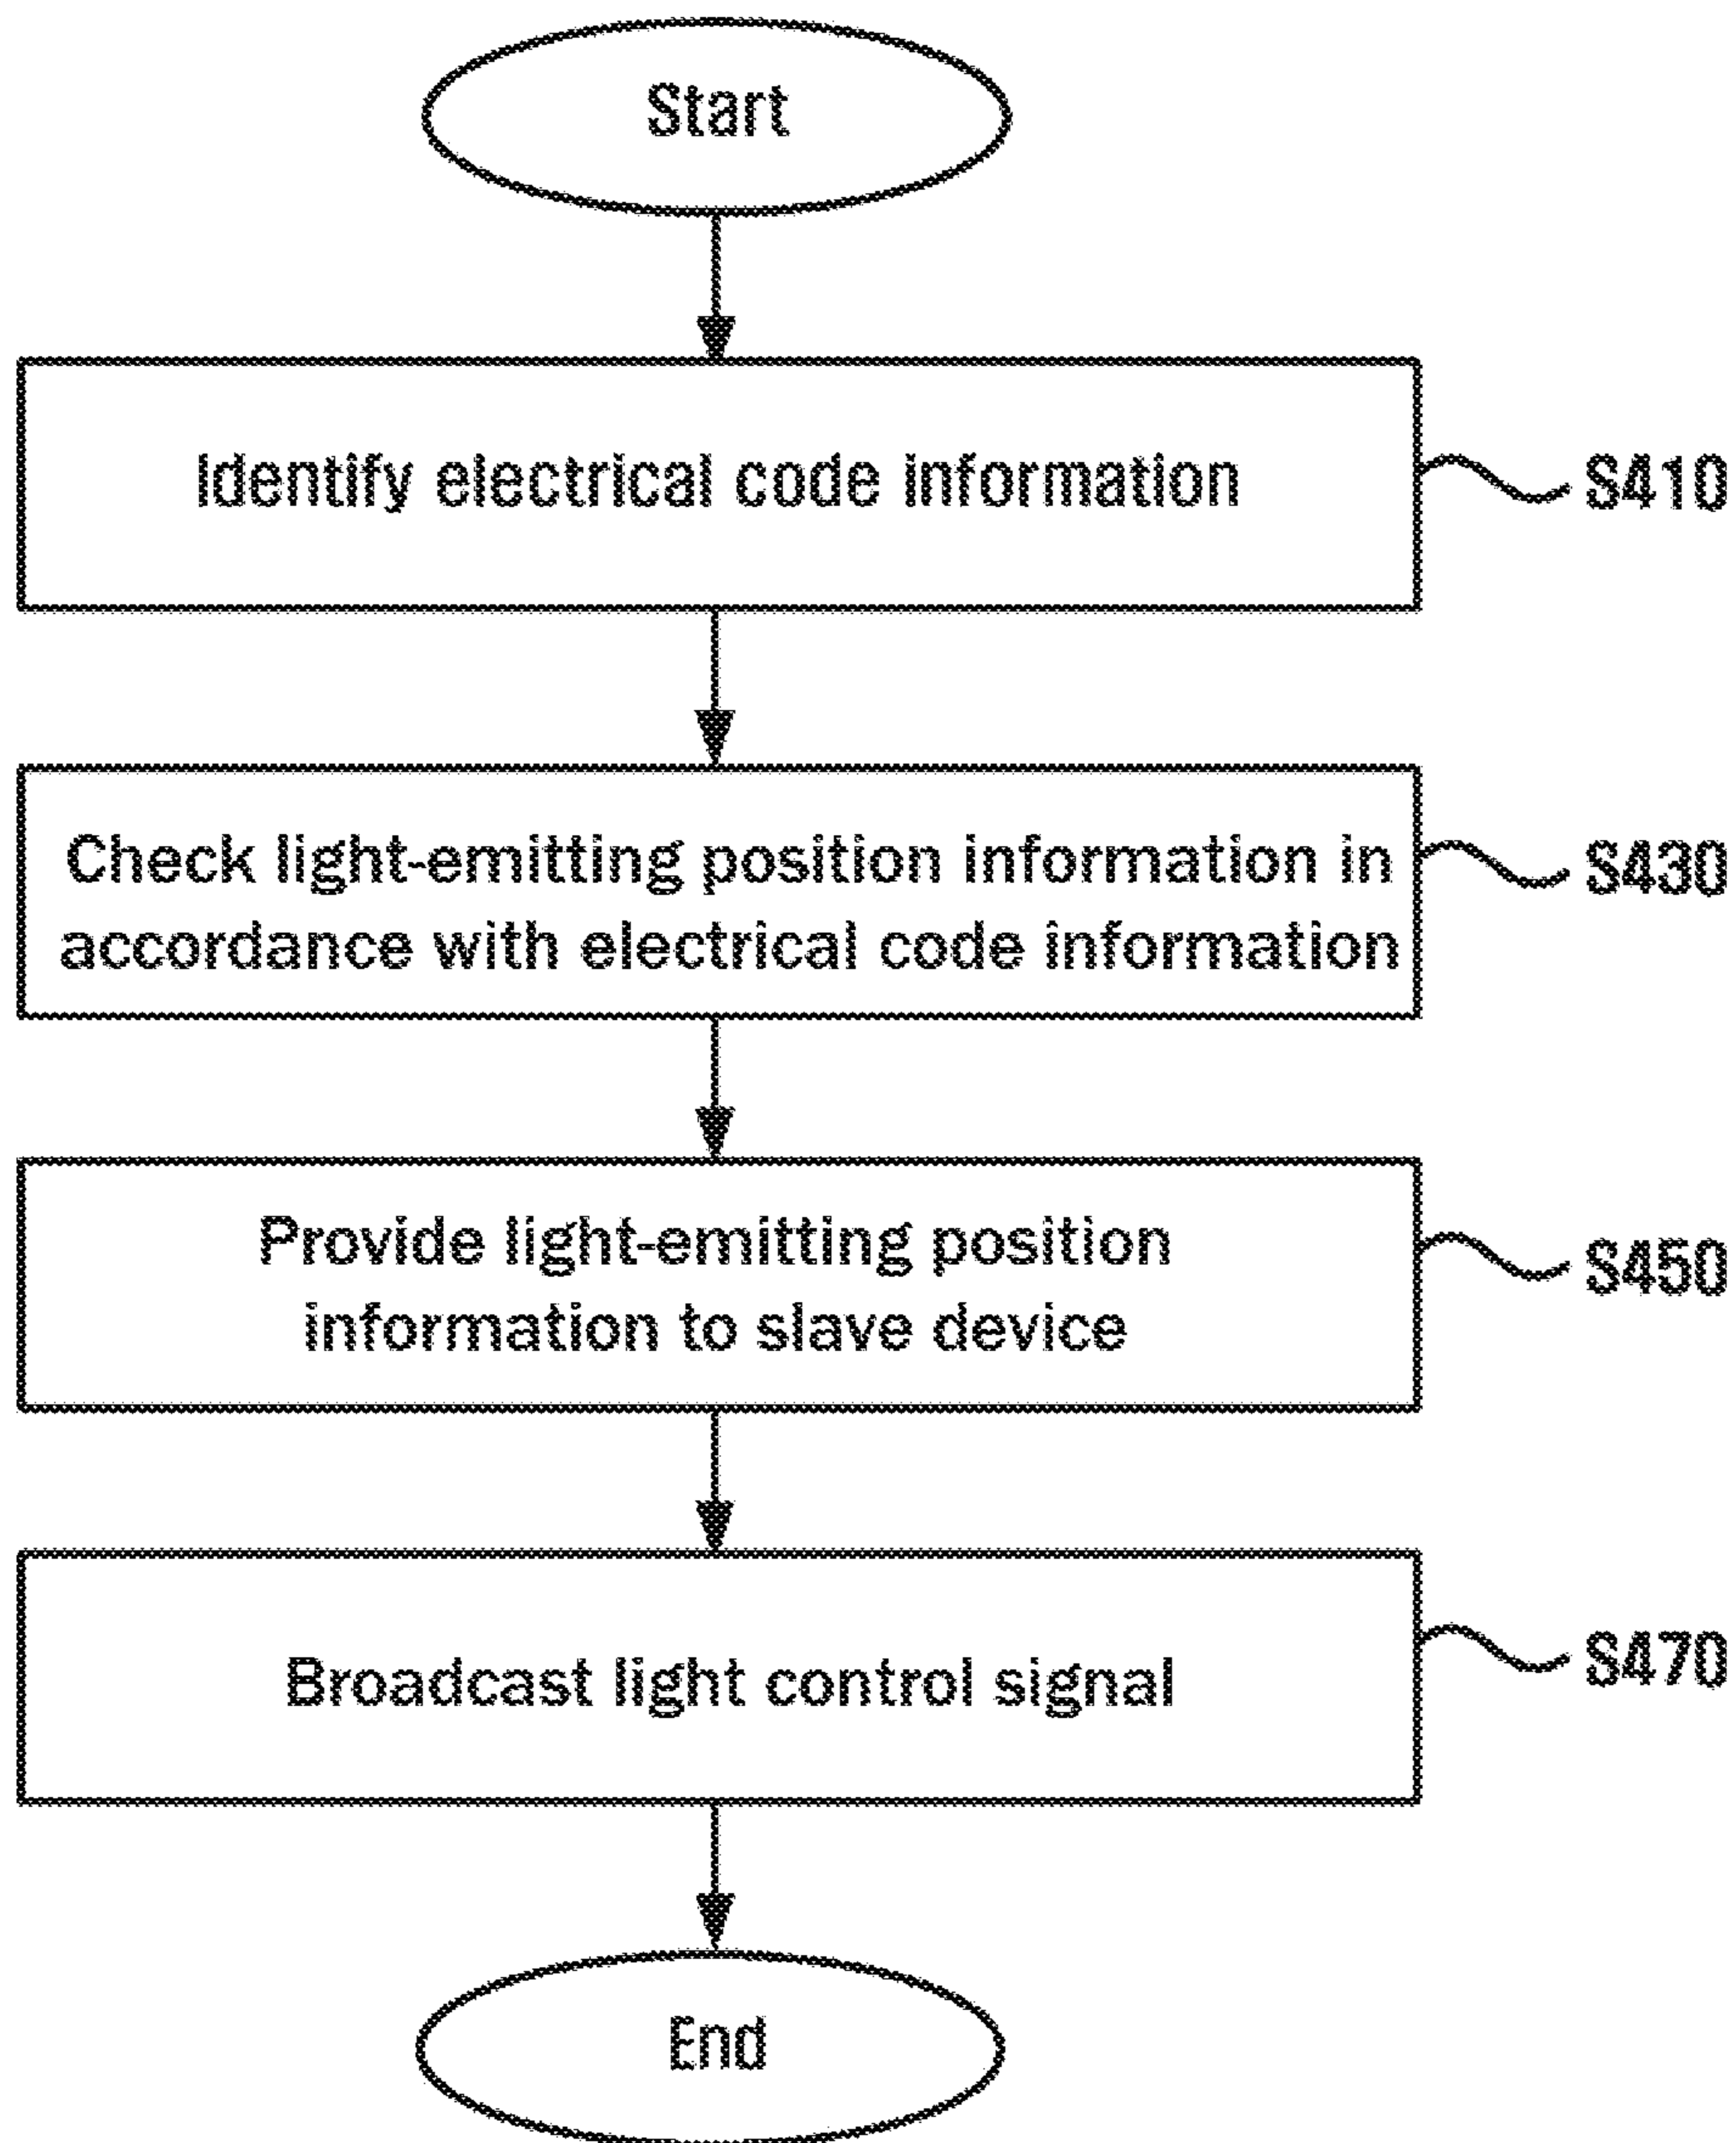 Start
Identify electrical code information
S410
Check light-emitting position information in
accordance with electrical code information
S430
Provide light-emitting position
information to slave device
S450
Broadcast light control signal
S470
End